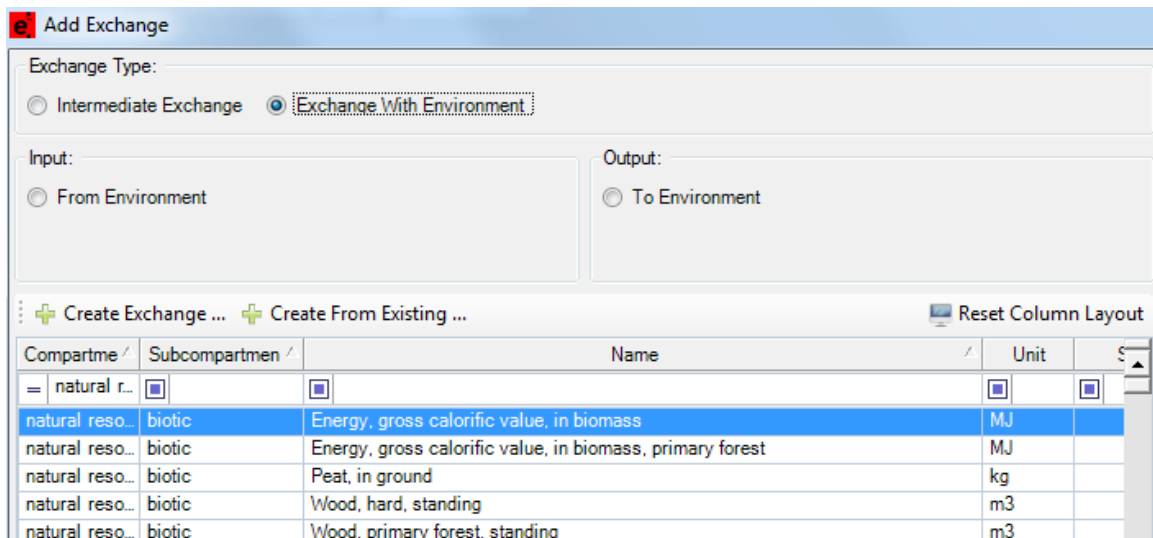 e Add Exchange
Exchange Type:
Intermediate Exchange Exchange With Environment
Input: Output:
From Environment To Environment
Create Exchange ... Create From Existing ... Reset Column Layout
Compartme Subcompartmen Name Unit S
= natural r...
natural reso... biotic Energy, gross calorific value, in biomass MJ
natural reso... biotic Energy, gross calorific value, in biomass, primary forest MJ
natural reso... biotic Peat, in ground kg
natural reso... biotic Wood, hard, standing m3
natural reso... biotic Wood, primary forest, standing m3